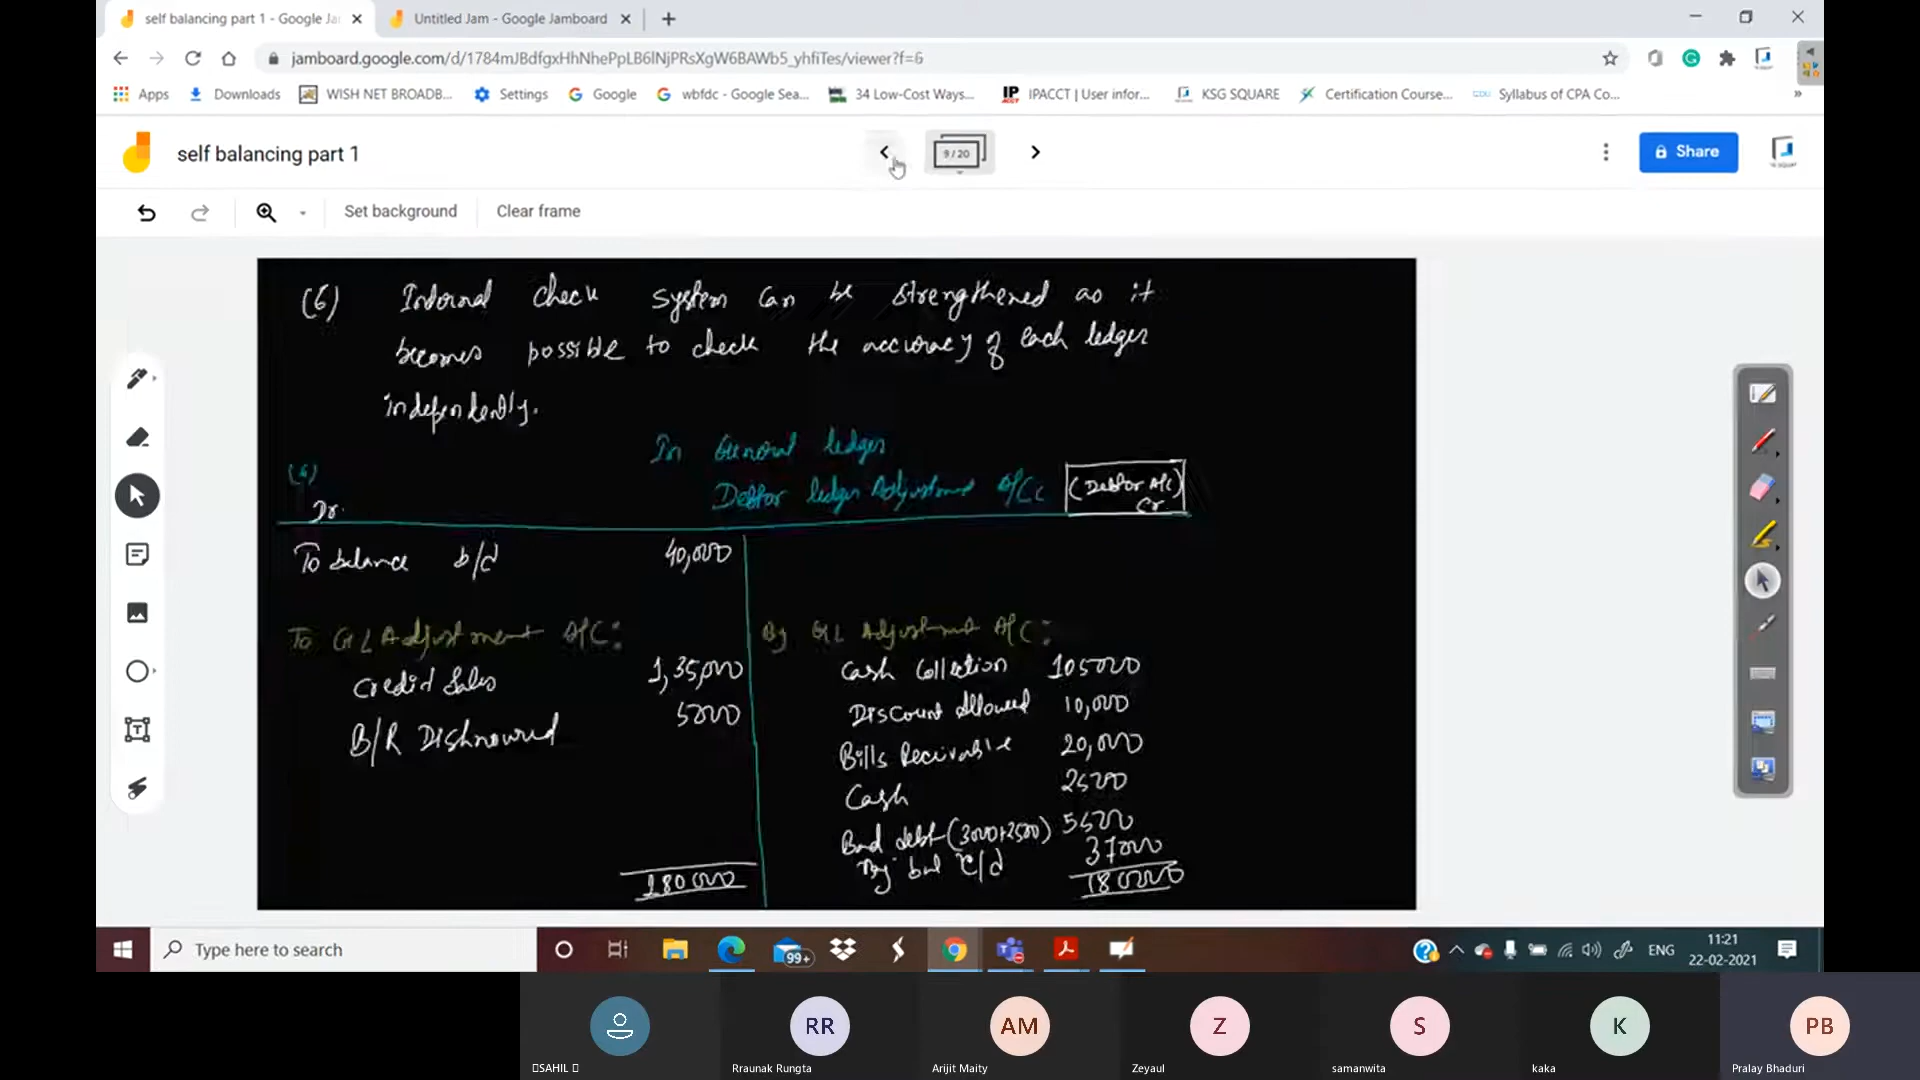 self balancing part 1 - Google Ja
Untitled Jam - Google Jamboard
jamboard.google.com/d/1784mJBdfgxHhNhePpLB6lNjPRsXgW6BAWb5_yhfiTes/viewer?f=6
Apps
Downloads
WISH NET BROADB...
Settings
Google
wbfdc - Google Sea...
34 Low-Cost Ways...
IPACCT | User infor...
KSG SQUARE
Certification Course...
Syllabus of CPA Co...
self balancing part 1
9 / 20
Share
Set background
Clear frame
(6) Internal check system can be strengthened as it
becomes possible to check the accuracy of each ledger
independently.
In General ledger
Debtor ledger Adjustment A/C (Debtor A/C)
Dr. Cr.
To balance b/d 40,000
To GL Adjustment A/C: By GL Adjustment A/C:
Credit Sales 1,35,000 Cash Collection 105000
B/R Dishnoured 5000 Discount Allowed 10,000
Bills Receivable 20,000
Cash 2500
Bad debt (3000+2500) 5500
By bal c/d 37000
180000 180000
Type here to search
99+
ENG
11:21
22-02-2021
RR
AM
Z
S
K
PB
SAHIL
Rraunak Rungta
Arijit Maity
Zeyaul
samanwita
kaka
Pralay Bhaduri